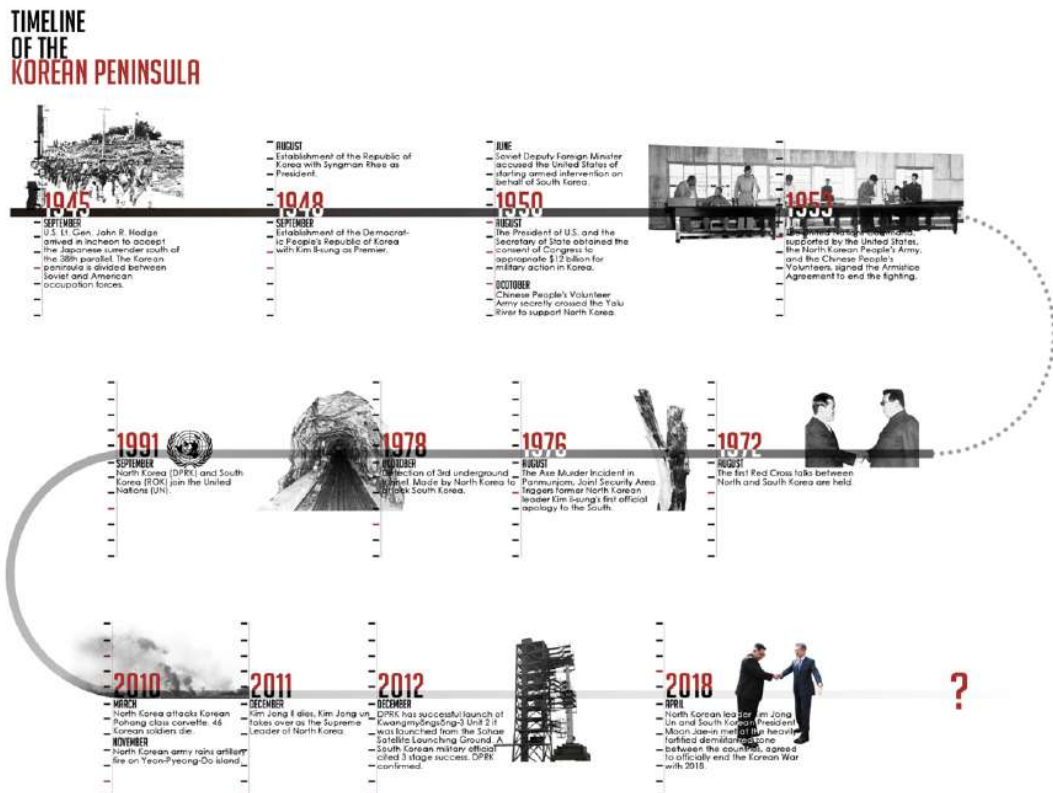 TIMELINE
OF THE
KOREAN PENINSULA
1945
SEPTEMBER
U.S. Lt. Gen. John R. Hodge
arrived in Incheon to accept
the Japanese surrender south of
the 38th parallel. The Korean
peninsula is divided between
Soviet and American
occupation forces.
AUGUST
Establishment of the Republic of
Korea with Syngman Rhee as
President.
1948
SEPTEMBER
Establishment of the Democrat-
ic People's Republic of Korea
with Kim Il-sung as Premier.
JUNE
Soviet Deputy Foreign Minister
accused the United States of
starting armed intervention on
behalf of South Korea.
1950
AUGUST
The President of U.S. and the
Secretary of State obtained the
consent of Congress to
appropriate $12 billion for
military action in Korea.
OCOTOBER
Chinese People's Volunteer
Army secretly crossed the Yalu
River to support North Korea.
1953
supported by the United States,
the North Korean People's Army,
and the Chinese People's
Volunteers, signed the Armistice
Agreement to end the fighting.
1972
AUGUST
The first Red Cross talks between
North and South Korea are held.
1976
AUGUST
The Axe Murder Incident in
Panmunjom, Joint Security Area
triggers former North Korean
leader Kim Il-sung's first official
apology to the South.
1978
OCOTOBER
Detection of 3rd underground
tunnel. Made by North Korea to
attack South Korea.
1991
SEPTEMBER
North Korea (DPRK) and South
Korea (ROK) join the United
Nations (UN).
2010
MARCH
North Korea attacks Korean
Pohang class corvette. 46
Korean soldiers die.
NOVEMBER
North Korean army rains artillery
fire on Yeon-Pyeong-Do island
2011
DECEMBER
Kim Jong Il dies, Kim Jong un
takes over as the Supreme
Leader of North Korea.
2012
DECEMBER
DPRK has successful launch of
Kwangmyŏngsŏng-3 Unit 2 it
was launched from the Sohae
Satellite Launching Ground. A
South Korean military official
cited 3 stage success. DPRK
confirmed.
2018
APRIL
North Korean leader Kim Jong
Un and South Korean President
Moon Jae-in met at the heavily
fortified demilitarized zone
between the countries, agreed
to officially end the Korean War
with 2018.
?